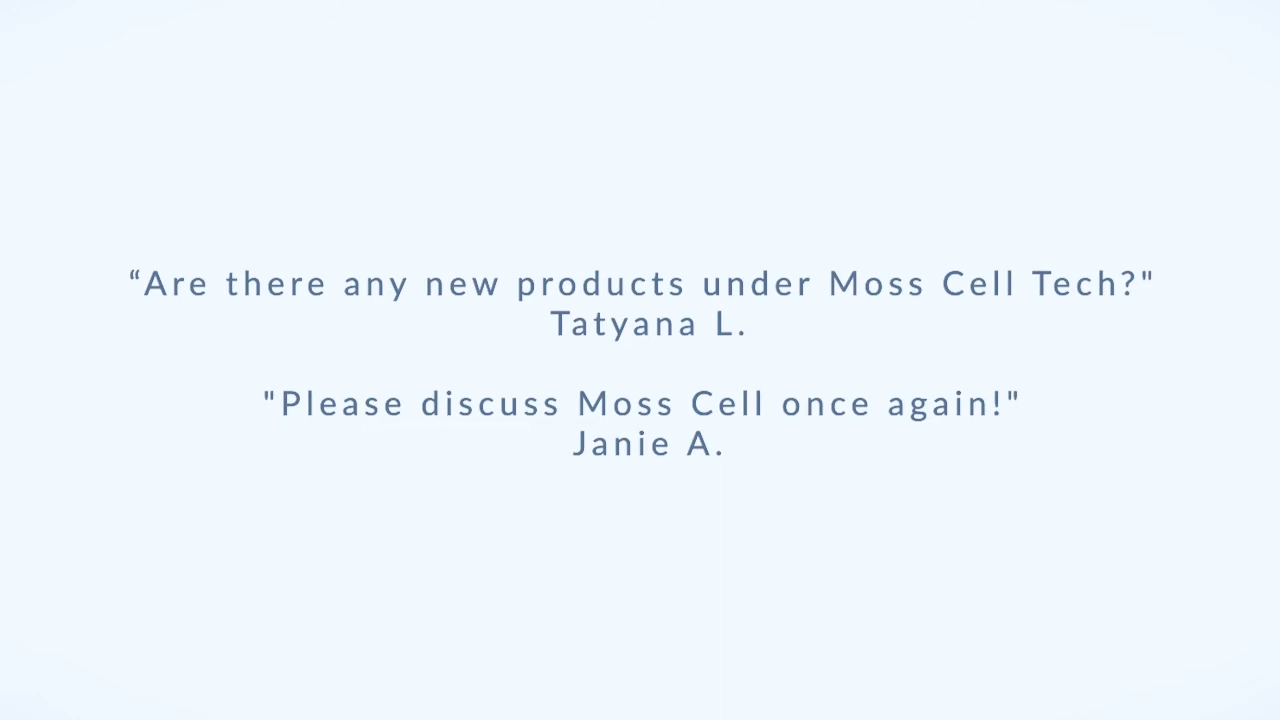 “Are there any new products under Moss Cell Tech?"
Tatyana L.
"Please discuss Moss Cell once again!"
Janie A.